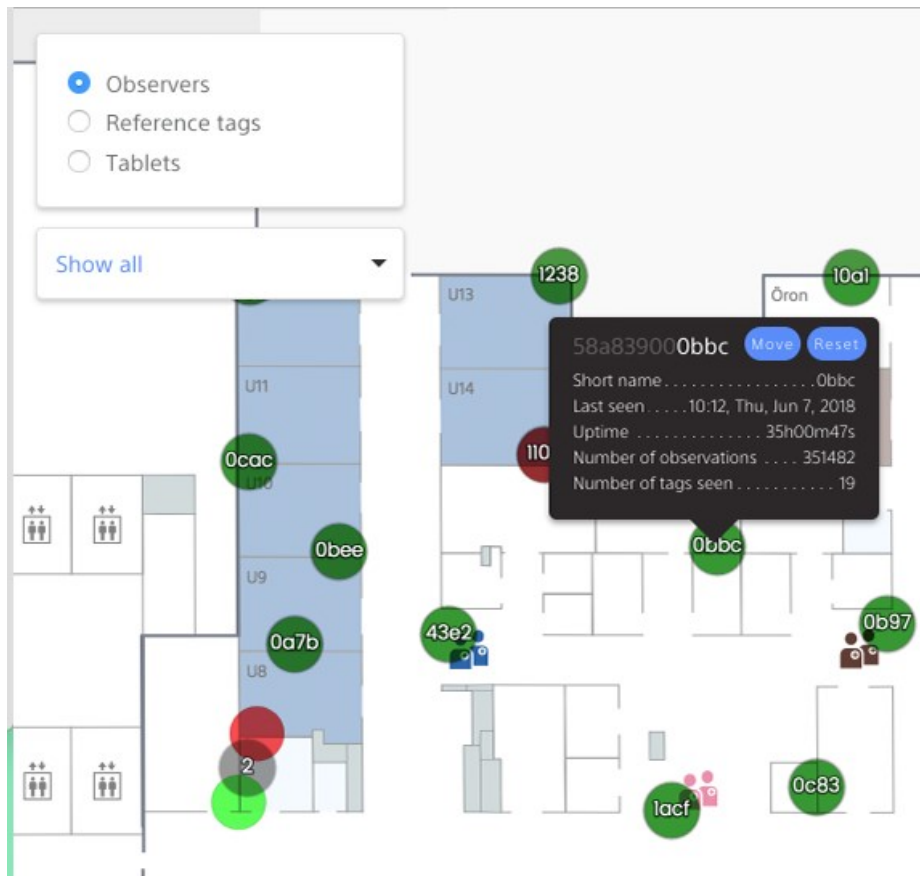 Observers
Reference tags
Tablets
Show all
1238
10a1
U13
Öron
58a839000bbc Move Reset
Short name . . . . . . . . . . . . . . . . . 0bbc
Last seen . . . . . 10:12, Thu, Jun 7, 2018
Uptime . . . . . . . . . . . . . . 35h00m47s
Number of observations . . . . 351482
Number of tags seen . . . . . . . . . . . 19
U11
U14
110
0cac
U10
0bee
0bbc
U9
43e2
0b97
0a7b
U8
2
0c83
1acf